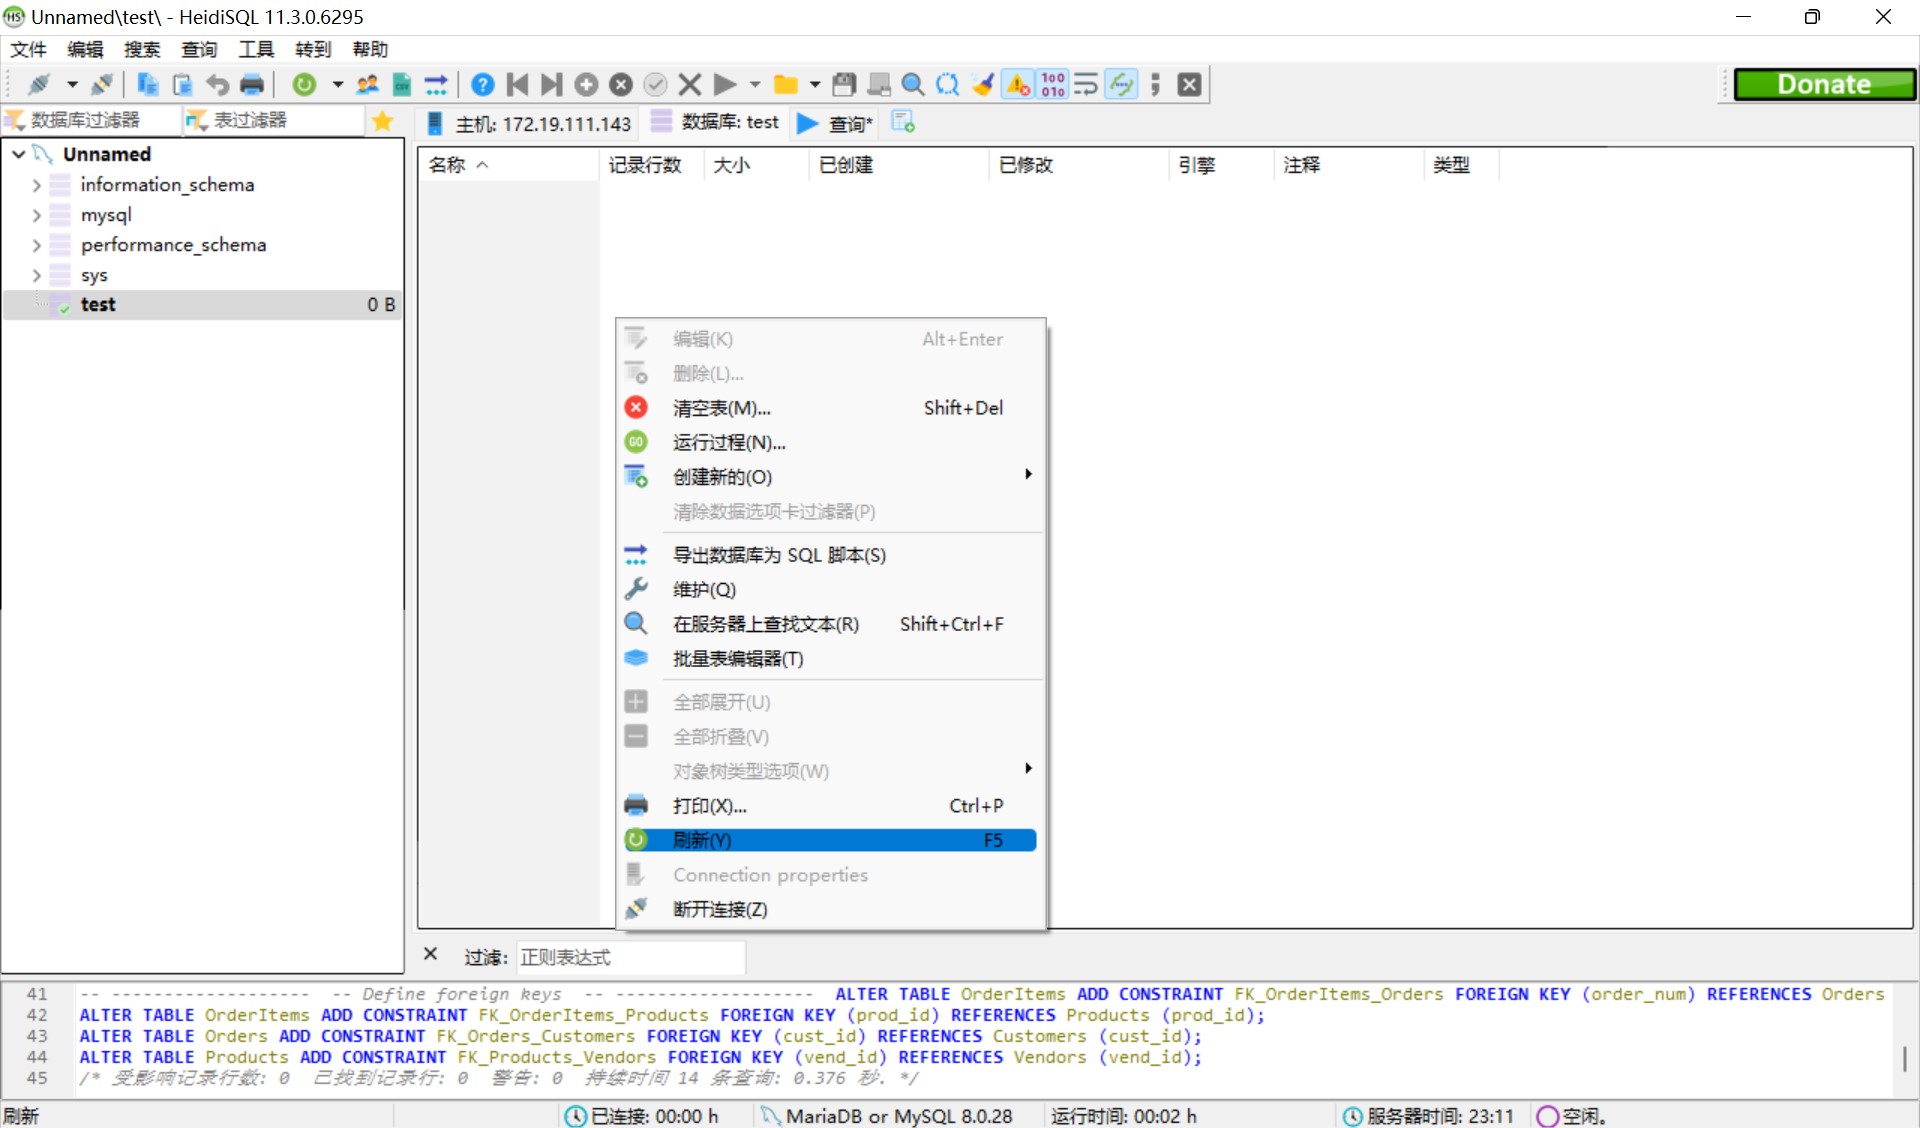 Unnamed\test\ - HeidiSQL 11.3.0.6295
文件 编辑 搜索 查询 工具 转到 帮助
Donate
数据库过滤器 表过滤器 主机: 172.19.111.143 数据库: test 查询*
Unnamed
information_schema
mysql
performance_schema
sys
test 0 B
名称 记录行数 大小 已创建 已修改 引擎 注释 类型
编辑(K) Alt+Enter
删除(L)...
清空表(M)... Shift+Del
运行过程(N)...
创建新的(O)
清除数据选项卡过滤器(P)
导出数据库为 SQL 脚本(S)
维护(Q)
在服务器上查找文本(R) Shift+Ctrl+F
批量表编辑器(T)
全部展开(U)
全部折叠(V)
对象树类型选项(W)
打印(X)... Ctrl+P
刷新(Y) F5
Connection properties
断开连接(Z)
过滤: 正则表达式
41 -- ------------------- -- Define foreign keys -- ------------------- ALTER TABLE OrderItems ADD CONSTRAINT FK_OrderItems_Orders FOREIGN KEY (order_num) REFERENCES Orders
42 ALTER TABLE OrderItems ADD CONSTRAINT FK_OrderItems_Products FOREIGN KEY (prod_id) REFERENCES Products (prod_id);
43 ALTER TABLE Orders ADD CONSTRAINT FK_Orders_Customers FOREIGN KEY (cust_id) REFERENCES Customers (cust_id);
44 ALTER TABLE Products ADD CONSTRAINT FK_Products_Vendors FOREIGN KEY (vend_id) REFERENCES Vendors (vend_id);
45 /* 受影响记录行数: 0 已找到记录行: 0 警告: 0 持续时间 14 条查询: 0.376 秒. */
刷新 已连接: 00:00 h MariaDB or MySQL 8.0.28 运行时间: 00:02 h 服务器时间: 23:11 空闲。